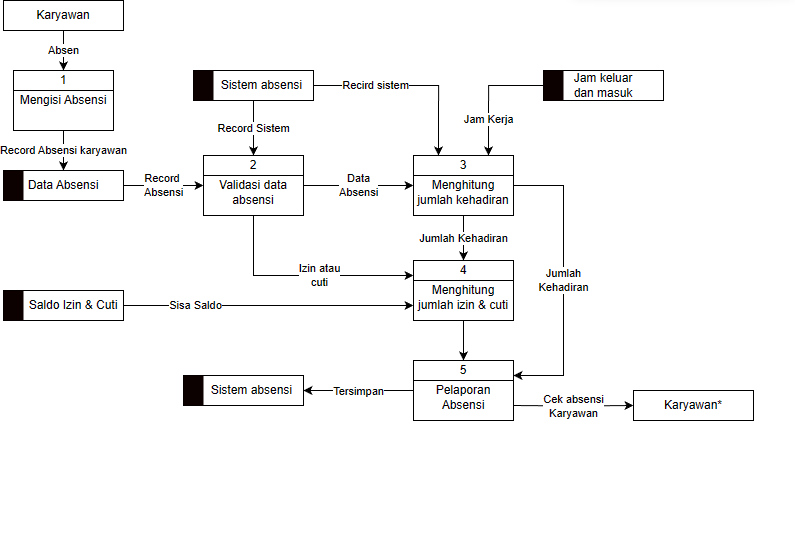 Karyawan
Absen
1
Mengisi Absensi
Record Absensi karyawan
Data Absensi
Record
Absensi
Sistem absensi
Record Sistem
Recird sistem
Jam keluar
dan masuk
Jam Kerja
2
Validasi data
absensi
Data
Absensi
3
Menghitung
jumlah kehadiran
Jumlah Kehadiran
Izin atau
cuti
Jumlah
Kehadiran
4
Menghitung
jumlah izin & cuti
Saldo Izin & Cuti
Sisa Saldo
5
Pelaporan
Absensi
Tersimpan
Sistem absensi
Cek absensi
Karyawan
Karyawan*